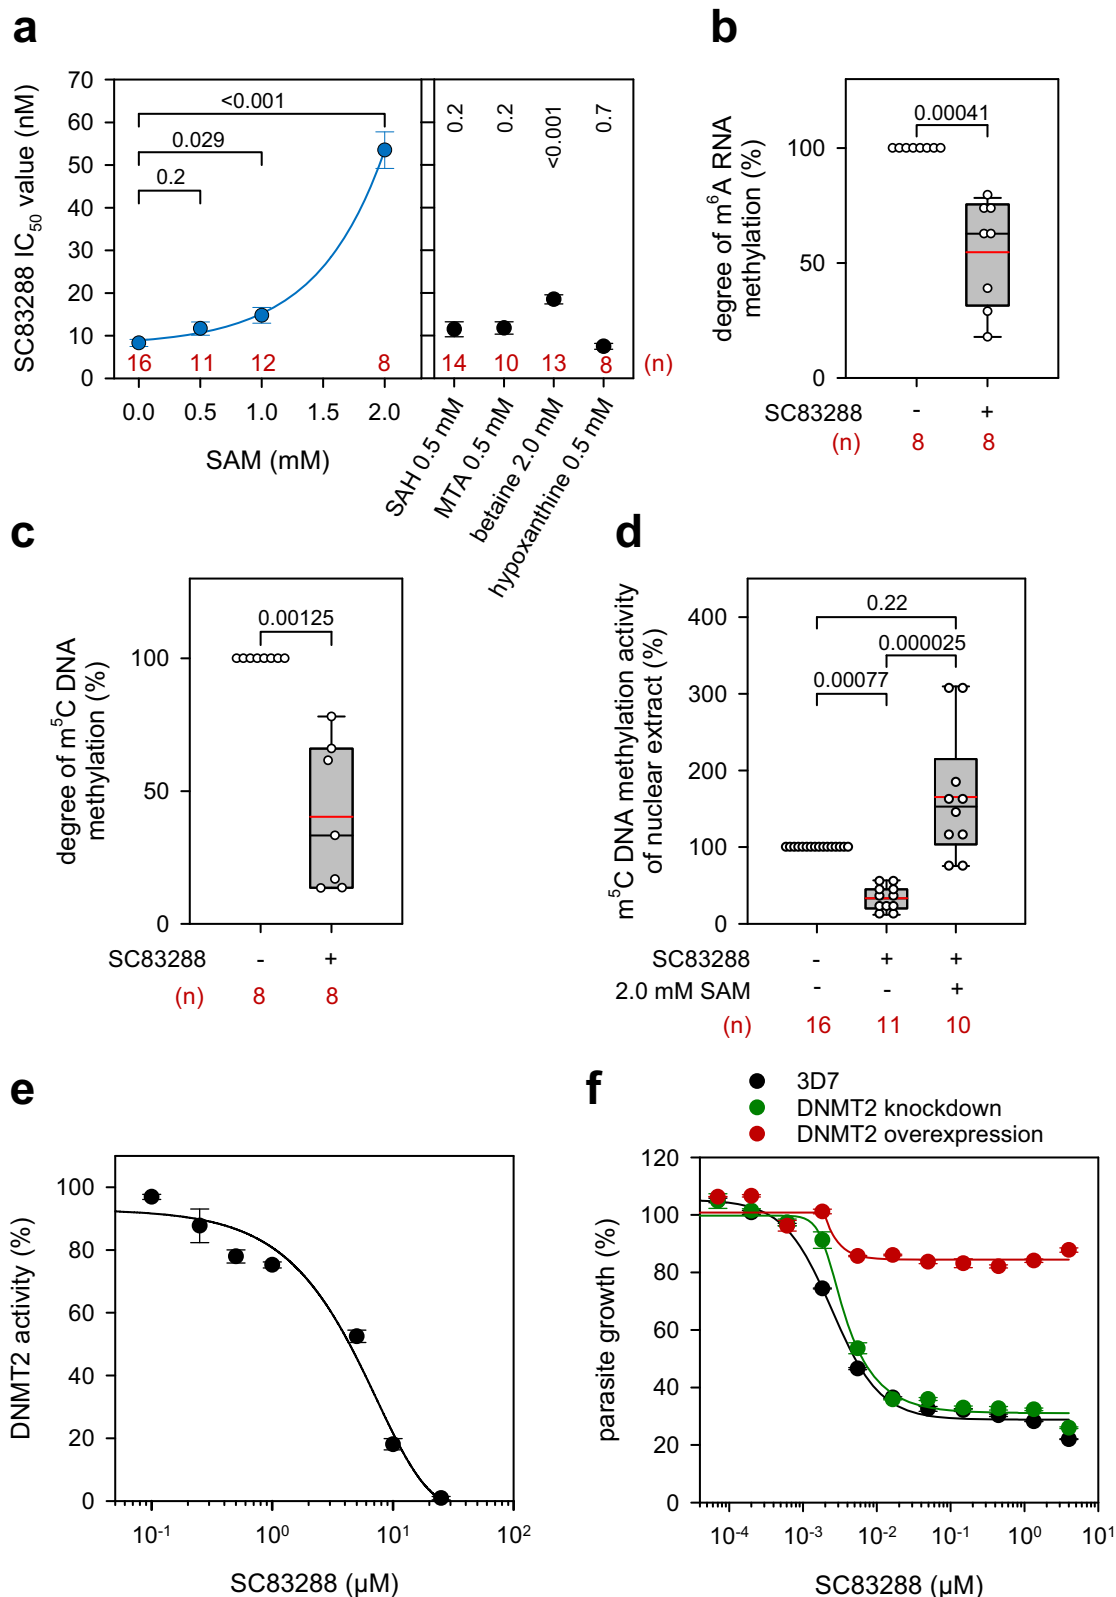 a
SC83288 IC50 value (nM)
70
60
50
40
30
20
10
0
<0.001
0.029
0.2
16
11
12
8
0.0
0.5
1.0
1.5
2.0
SAM (mM)
0.2
0.2
<0.001
0.7
14
10
13
8
(n)
SAH 0.5 mM
MTA 0.5 mM
betaine 2.0 mM
hypoxanthine 0.5 mM
b
degree of m6A RNA
methylation (%)
100
50
0
0.00041
SC83288 - +
(n) 8 8
c
degree of m5C DNA
methylation (%)
100
50
0
0.00125
SC83288 - +
(n) 8 8
d
m5C DNA methylation activity
of nuclear extract (%)
400
300
200
100
0
0.22
0.000025
0.00077
SC83288 - + +
2.0 mM SAM - - +
(n) 16 11 10
e
DNMT2 activity (%)
100
80
60
40
20
0
10-1
100
101
102
SC83288 (µM)
f
3D7
DNMT2 knockdown
DNMT2 overexpression
parasite growth (%)
120
100
80
60
40
20
0
10-4
10-3
10-2
10-1
100
101
SC83288 (µM)